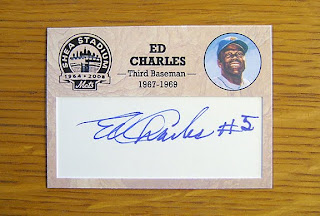 SHEA STADIUM
1964 • 2008
Mets
ED
CHARLES
Third Baseman
1967-1969
Ed Charles #5